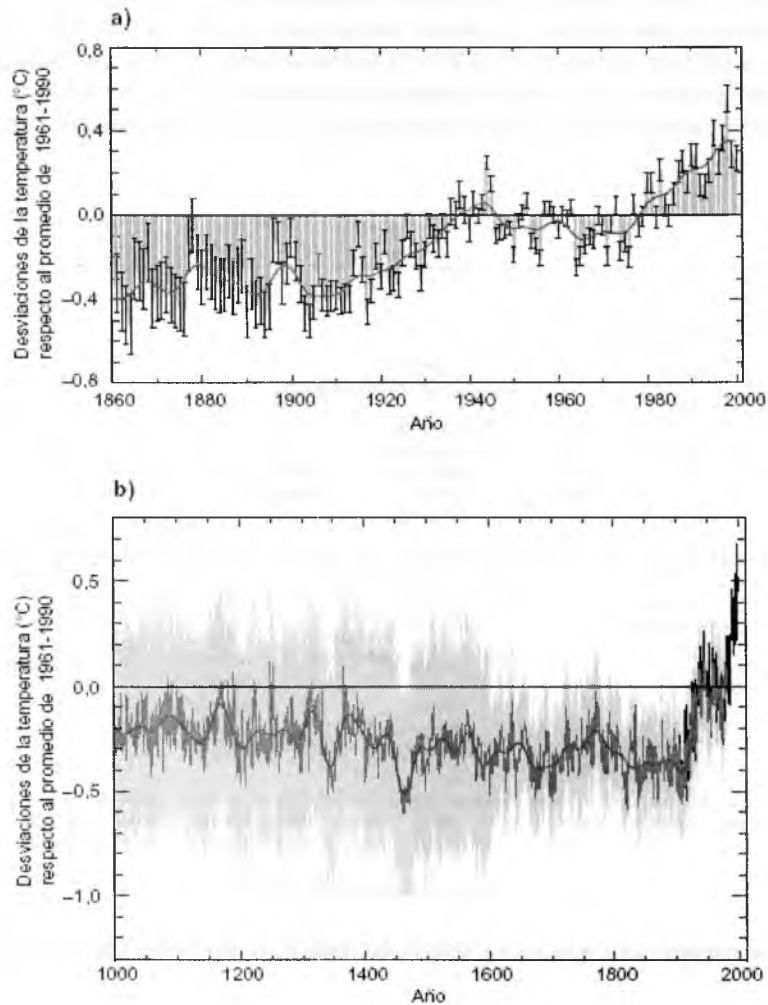 a)
Desviaciones de la temperatura (°C)
respecto al promedio de 1961-1990
0,8
0,4
0,0
−0,4
−0,8
1860 1880 1900 1920 1940 1960 1980 2000
Año
b)
Desviaciones de la temperatura (°C)
respecto al promedio de 1961-1990
0,5
0,0
−0,5
−1,0
1000 1200 1400 1600 1800 2000
Año